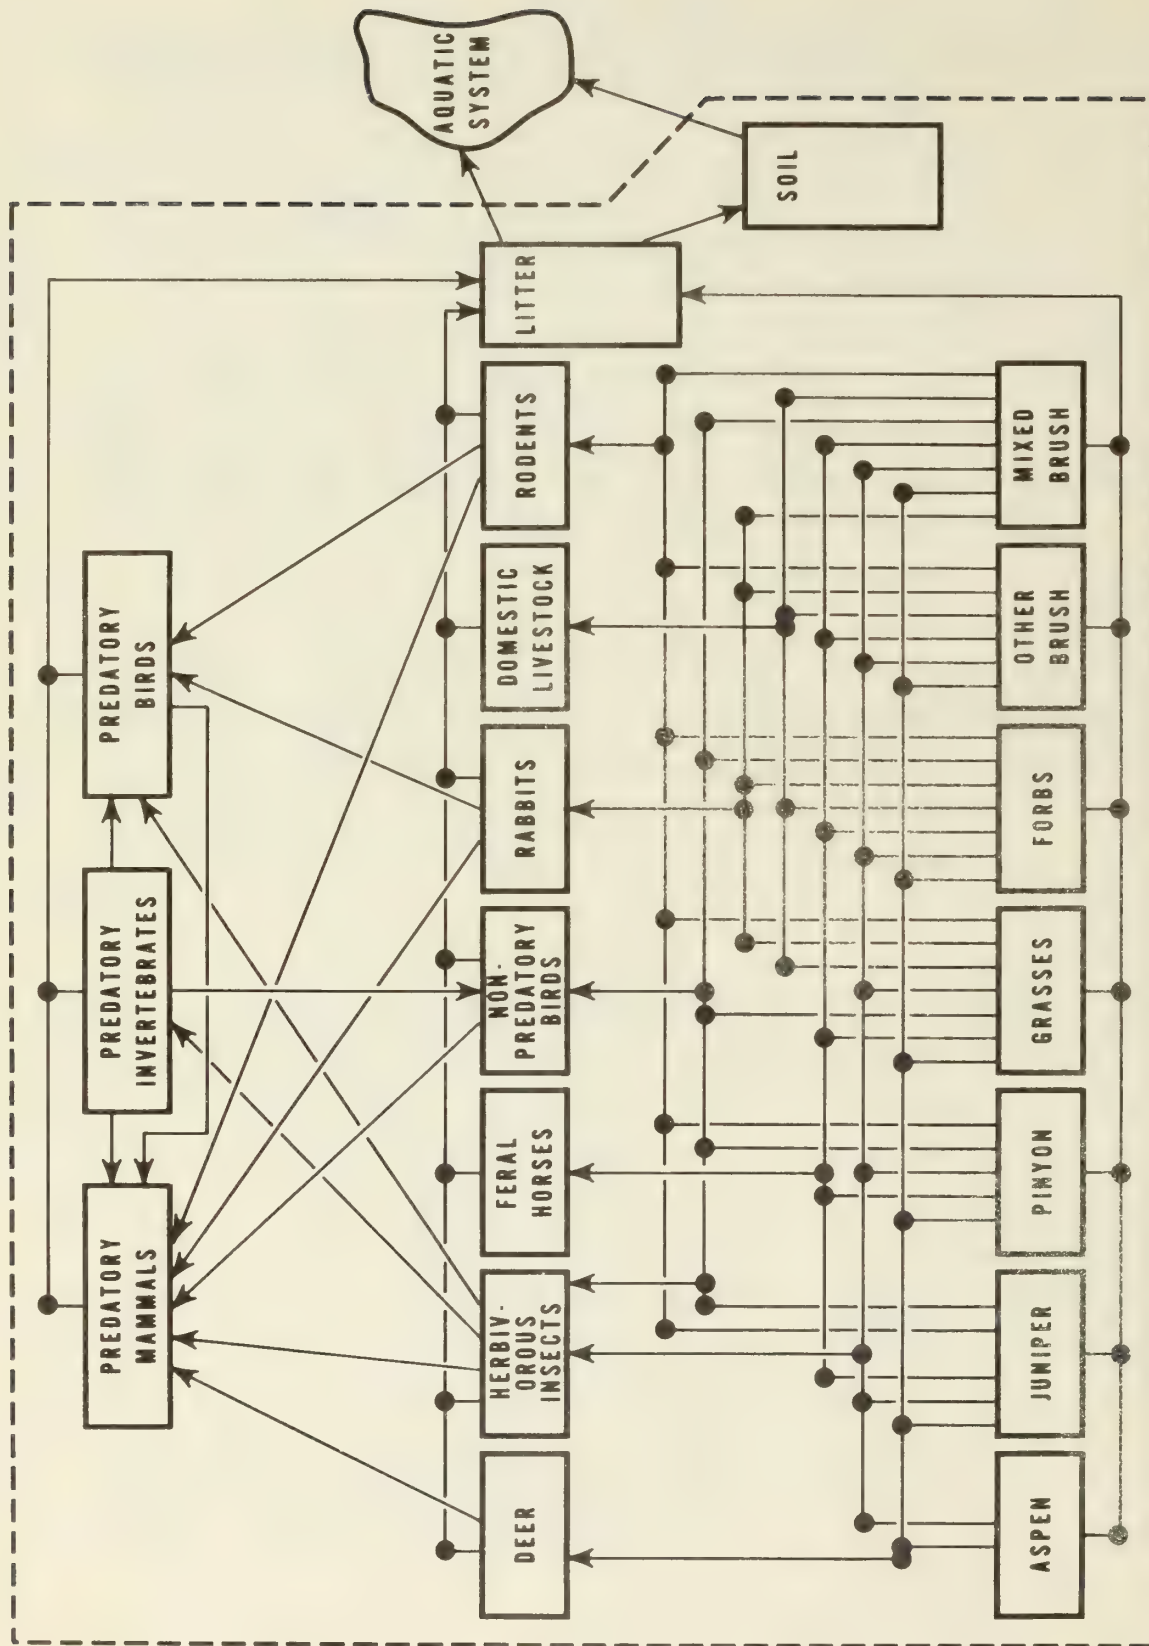 PREDATORY
MAMMALS
PREDATORY
INVERTEBRATES
PREDATORY
BIRDS
DEER
HERBIV-
OROUS
INSECTS
FERAL
HORSES
NON-
PREDATORY
BIRDS
RABBITS
DOMESTIC
LIVESTOCK
RODENTS
LITTER
AQUATIC
SYSTEM
SOIL
ASPEN
JUNIPER
PINYON
GRASSES
FORBS
OTHER
BRUSH
MIXED
BRUSH